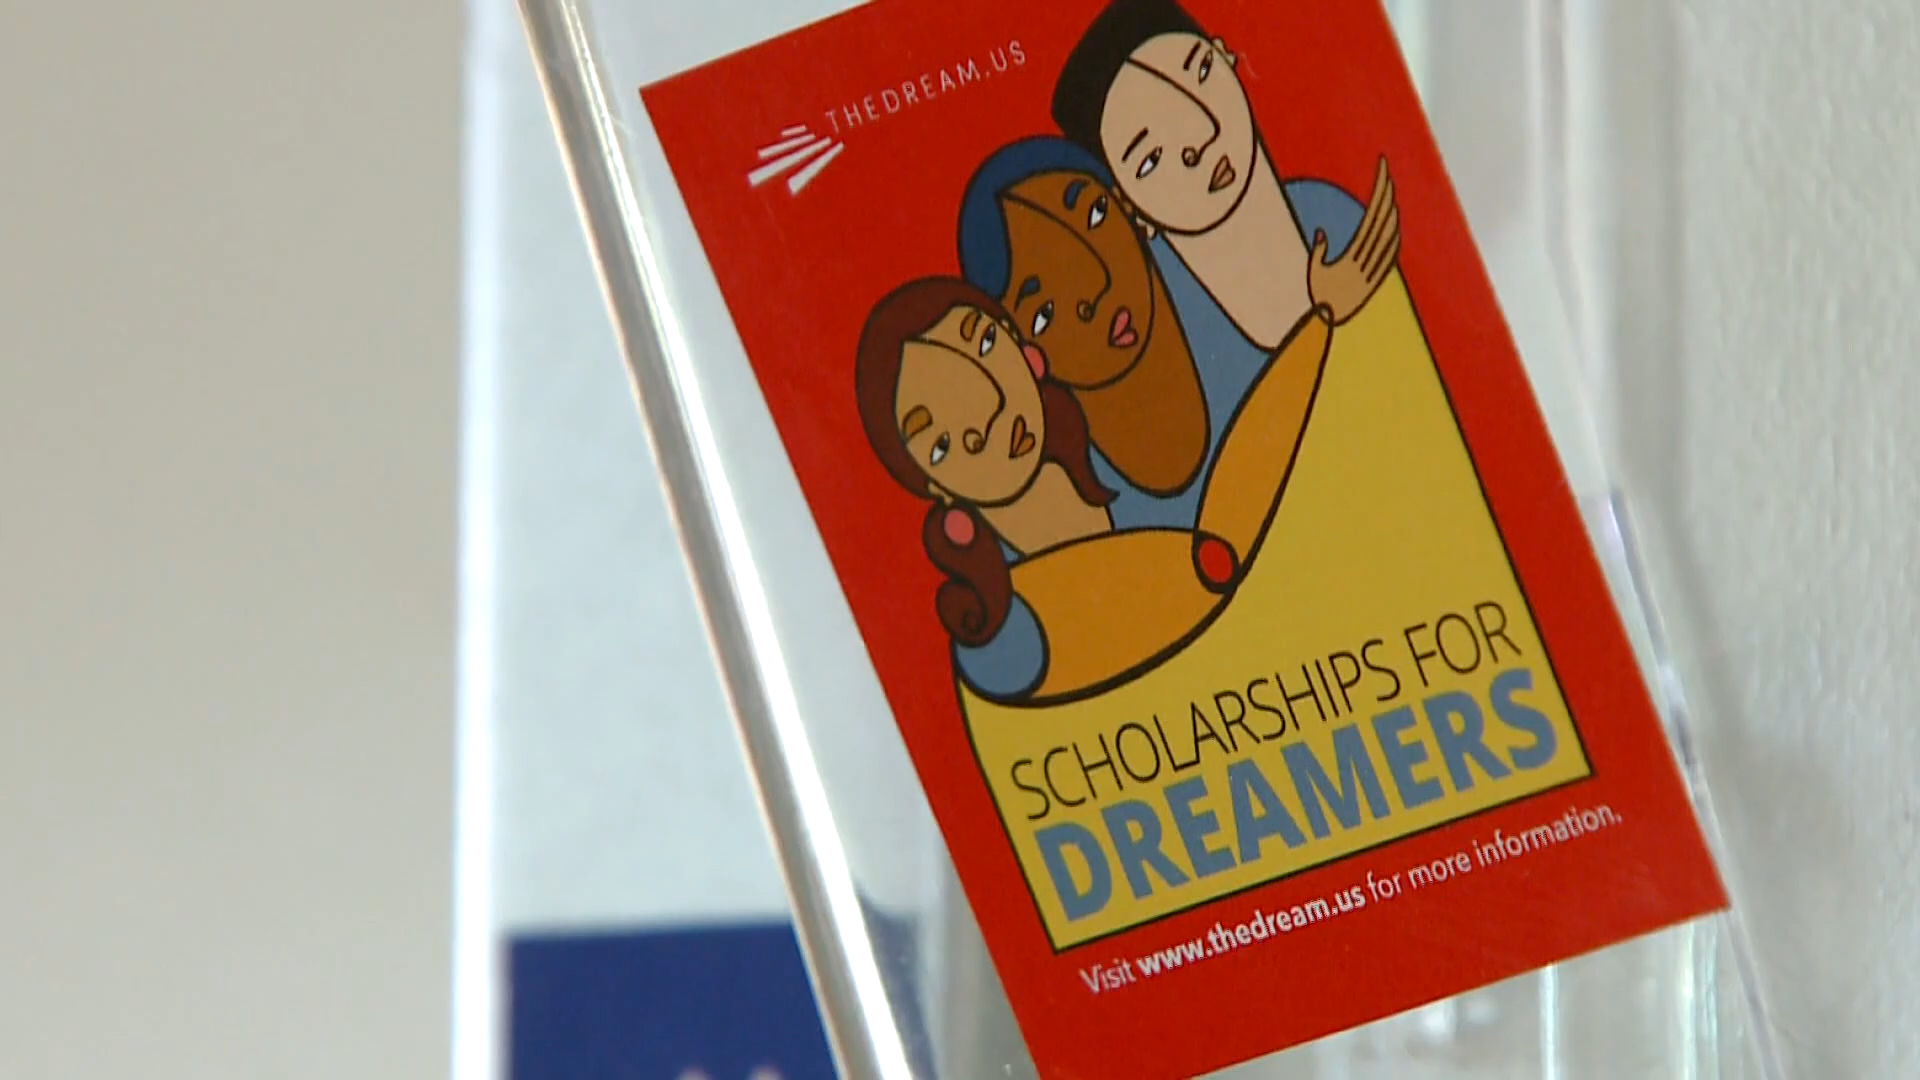 THEDREAM.US
SCHOLARSHIPS FOR
DREAMERS
Visit www.thedream.us for more information.